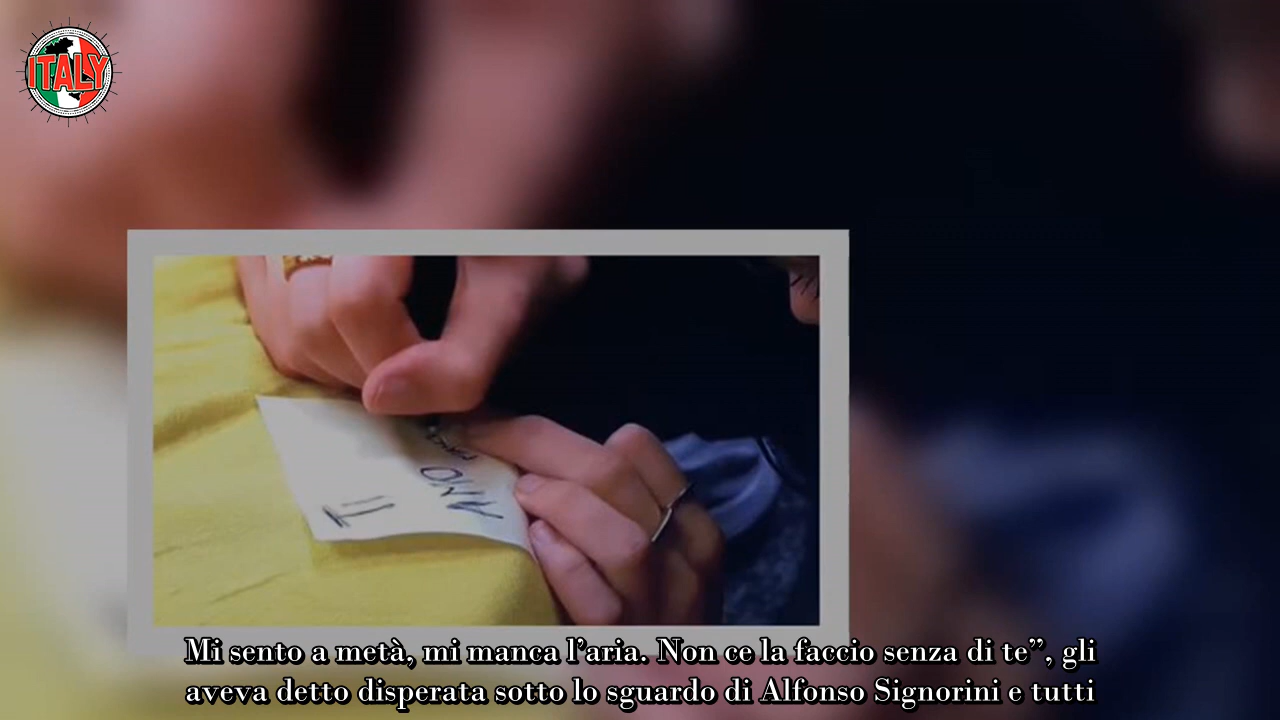 ITALY
Mi sento a metà, mi manca l’aria. Non ce la faccio senza di te”, gli
aveva detto disperata sotto lo sguardo di Alfonso Signorini e tutti